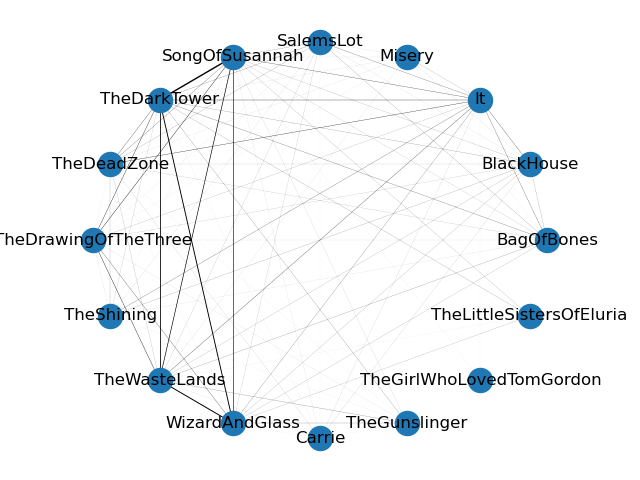 SalemsLot
SongOfSusannah
Misery
TheDarkTower
It
TheDeadZone
BlackHouse
TheDrawingOfTheThree
BagOfBones
TheShining
TheLittleSistersOfEluria
TheWasteLands
TheGirlWhoLovedTomGordon
WizardAndGlass
TheGunslinger
Carrie